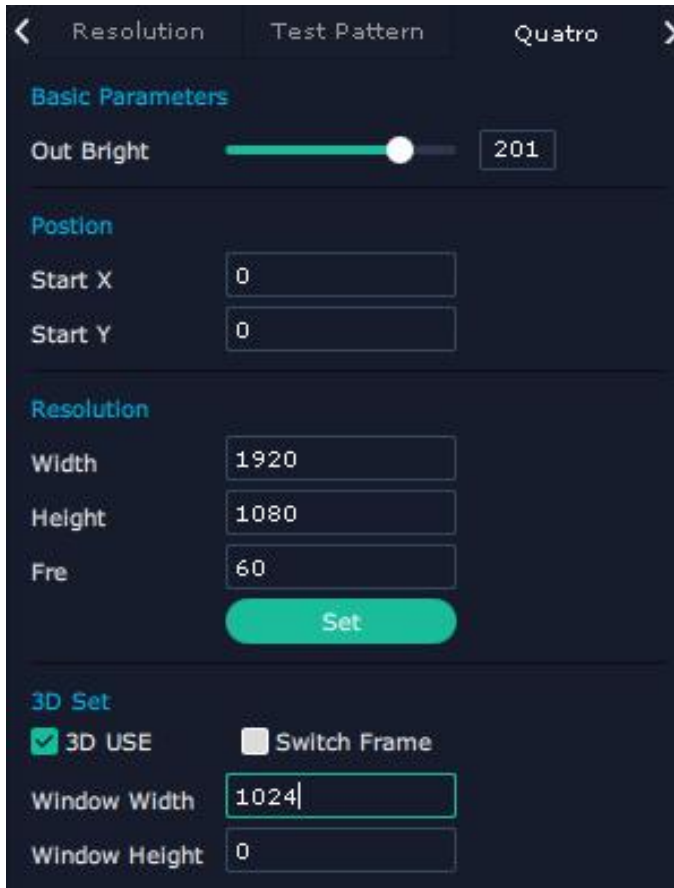 Resolution Test Pattern Quatro
Basic Parameters
Out Bright 201
Postion
Start X 0
Start Y 0
Resolution
Width 1920
Height 1080
Fre 60
Set
3D Set
3D USE Switch Frame
Window Width 1024
Window Height 0